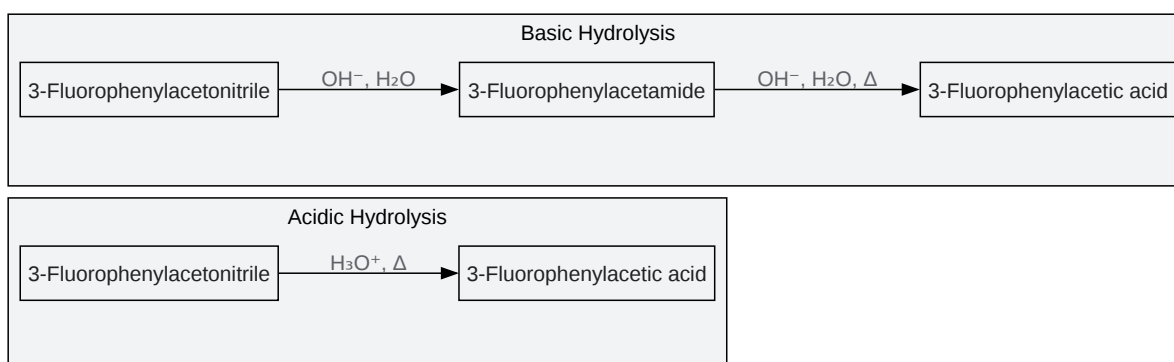 Basic Hydrolysis
3-Fluorophenylacetonitrile
OH⁻, H₂O
3-Fluorophenylacetamide
OH⁻, H₂O, Δ
3-Fluorophenylacetic acid
Acidic Hydrolysis
3-Fluorophenylacetonitrile
H₃O⁺, Δ
3-Fluorophenylacetic acid